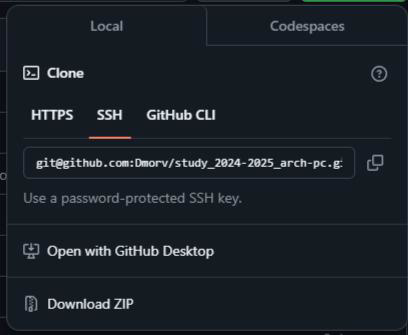 Local Codespaces
Clone
HTTPS SSH GitHub CLI
git@github.com:Dmorv/study_2024-2025_arch-pc.gi
Use a password-protected SSH key.
Open with GitHub Desktop
Download ZIP